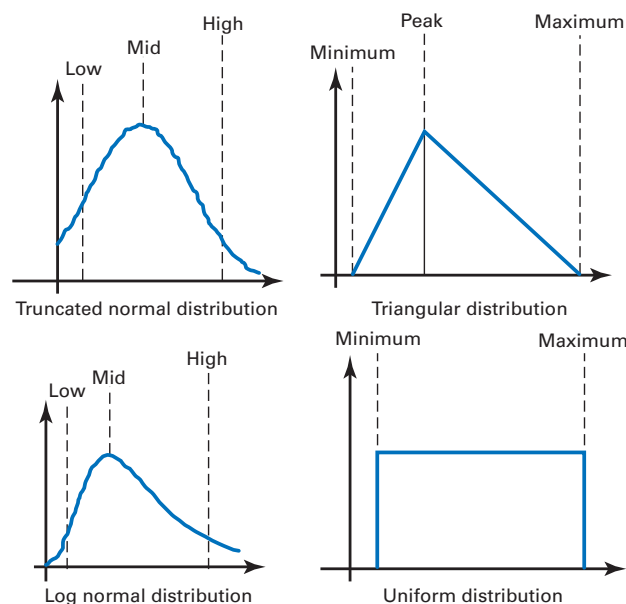 Low
Mid
High
Truncated normal distribution
Minimum
Peak
Maximum
Triangular distribution
Low
Mid
High
Log normal distribution
Minimum
Maximum
Uniform distribution